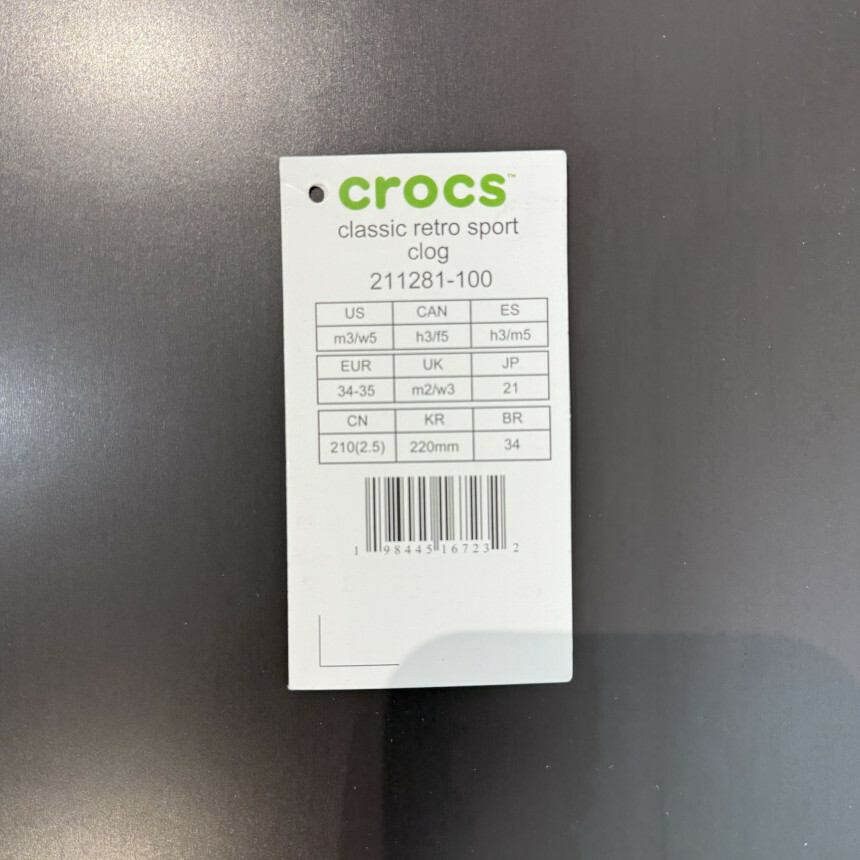 crocs™
classic retro sport
clog
211281-100
US CAN ES
m3/w5 h3/f5 h3/m5
EUR UK JP
34-35 m2/w3 21
CN KR BR
210(2.5) 220mm 34
1 98445 16723 2